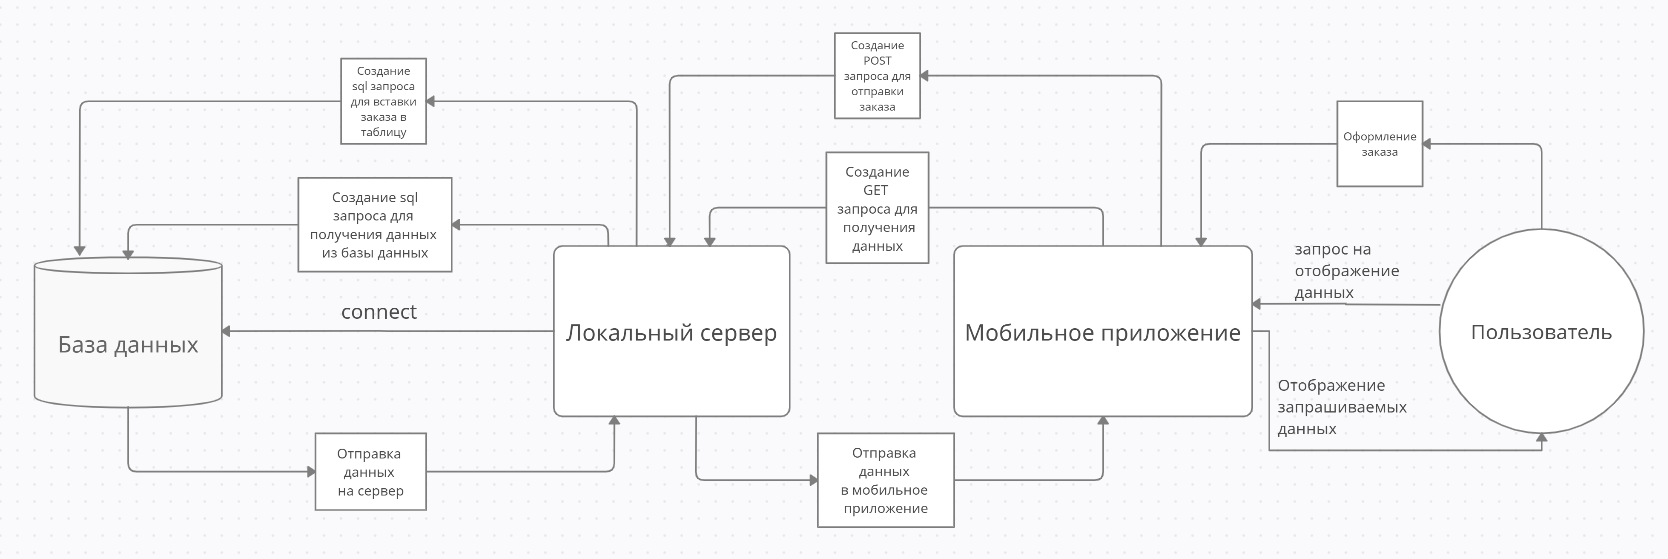 Создание
sql запроса
для вставки
заказа в
таблицу
Создание sql
запроса для
получения данных
из базы данных
connect
База данных
Отправка
данных
на сервер
Локальный сервер
Создание
POST
запроса для
отправки
заказа
Создание
GET
запроса для
получения
данных
Отправка
данных
в мобильное
приложение
Мобильное приложение
Оформление
заказа
запрос на
отображение
данных
Отображение
запрашиваемых
данных
Пользователь